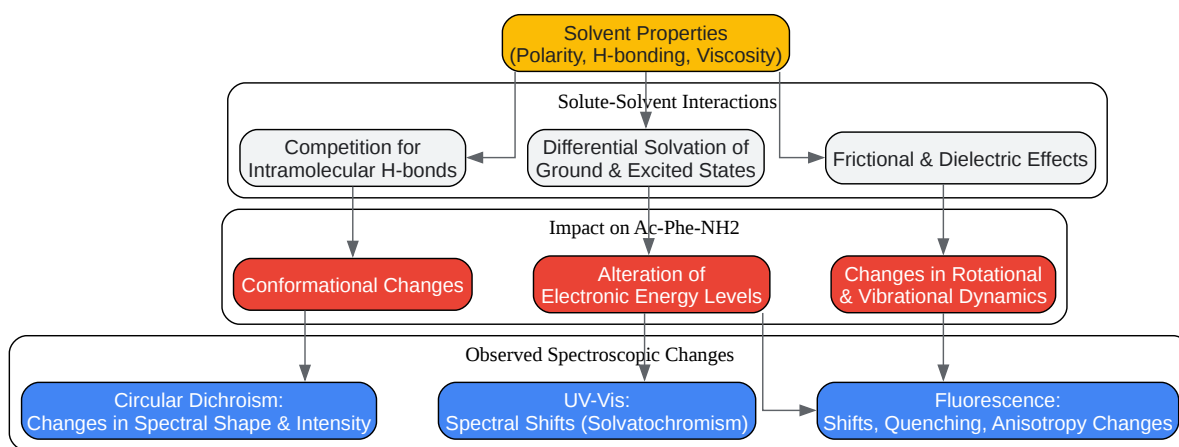 Solvent Properties
(Polarity, H-bonding, Viscosity)
Solute-Solvent Interactions
Competition for
Intramolecular H-bonds
Differential Solvation of
Ground & Excited States
Frictional & Dielectric Effects
Impact on Ac-Phe-NH2
Conformational Changes
Alteration of
Electronic Energy Levels
Changes in Rotational
& Vibrational Dynamics
Observed Spectroscopic Changes
Circular Dichroism:
Changes in Spectral Shape & Intensity
UV-Vis:
Spectral Shifts (Solvatochromism)
Fluorescence:
Shifts, Quenching, Anisotropy Changes